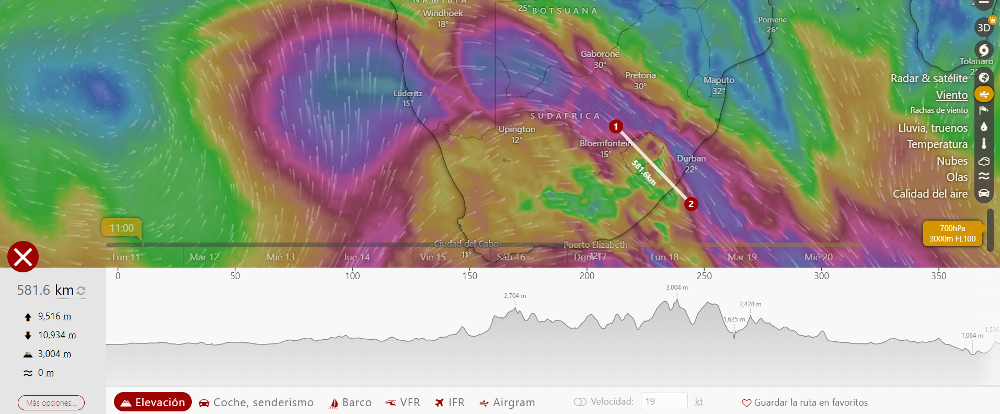 NAMIBIA
Windhoek
18°
25°
BOTSUANA
Pomene
26°
3D
Gaborone
30°
Pretoria
30°
Maputo
32°
Tolanaro
Lüderitz
15°
Radar & satélite
Viento
Rachas de viento
Lluvia, truenos
Temperatura
Nubes
Olas
Calidad del aire
SUDÁFRICA
Upington
12°
1
Bloemfontein
15°
581.6km
Durban
22°
2
11:00
700hPa
3000m FL100
Ciudad del Cabo
11°
Puerto Elizabeth
12°
Lun 11
Mar 12
Mié 13
Jue 14
Vie 15
Sáb 16
Dom 17
Lun 18
Mar 19
Mié 20
0
50
100
150
200
250
300
350
581.6 km
9,516 m
10,934 m
3,004 m
0 m
Más opciones...
2,704 m
3,004 m
1,625 m
2,428 m
1,064 m
1,536
Elevación
Coche, senderismo
Barco
VFR
IFR
Airgram
Velocidad:
19
kt
Guardar la ruta en favoritos